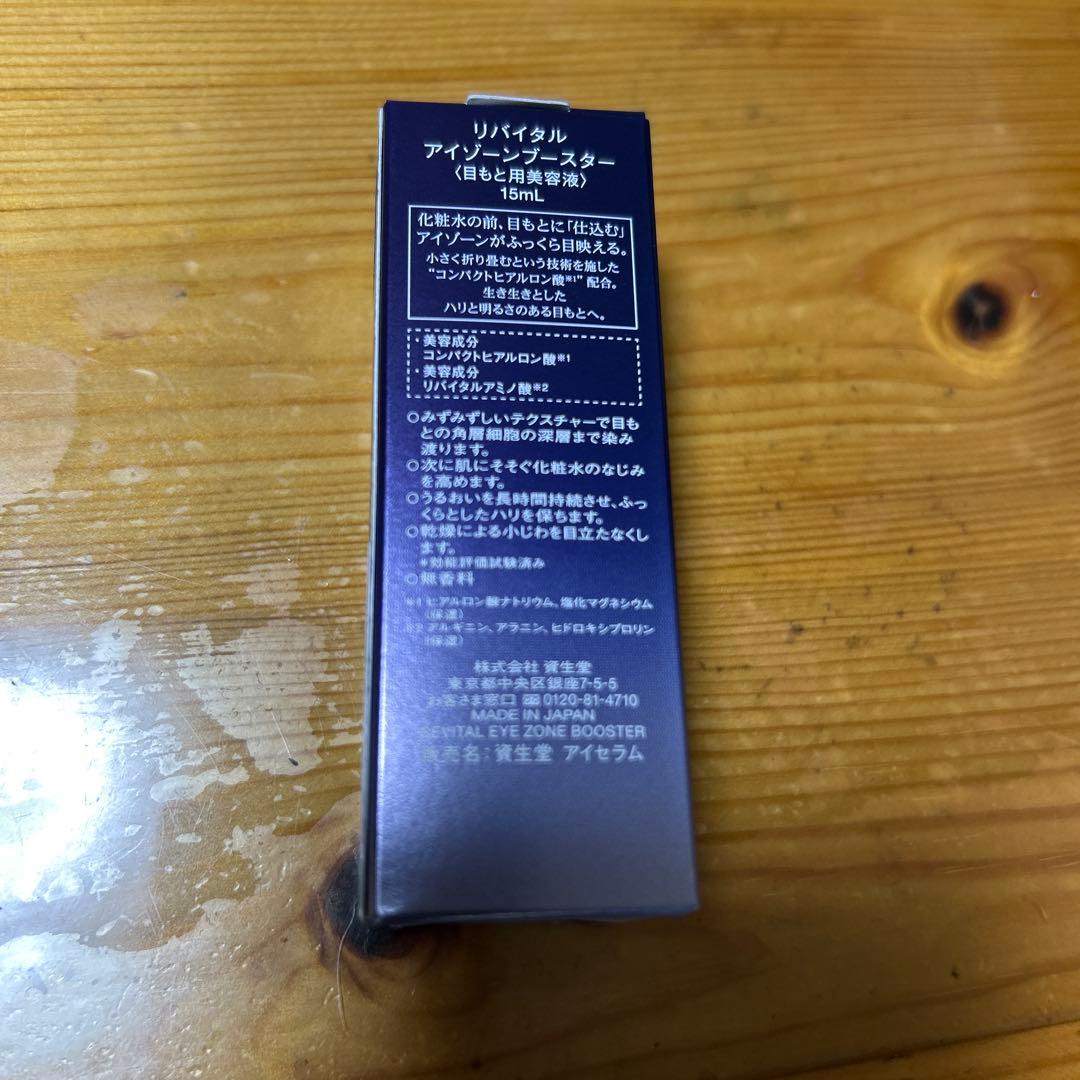 リバイタル
アイゾーンブースター
〈目もと用美容液〉
15mL
化粧水の前、目もとに「仕込む」
アイゾーンがふっくら目映える。
小さく折り畳むという技術を施した
“コンパクトヒアルロン酸※1”配合。
生き生きとした
ハリと明るさのある目もとへ。
・美容成分
コンパクトヒアルロン酸※1
・美容成分
リバイタルアミノ酸※2
○みずみずしいテクスチャーで目も
との角層細胞の深層まで染み
渡ります。
○次に肌にそそぐ化粧水のなじみ
を高めます。
○うるおいを長時間持続させ、ふっ
くらとしたハリを保ちます。
○乾燥による小じわを目立たなくし
ます。
*効能評価試験済み
○無香料
※1 ヒアルロン酸ナトリウム、塩化マグネシウム
(保湿)
※2 アルギニン、アラニン、ヒドロキシプロリン
(保湿)
株式会社 資生堂
東京都中央区銀座7-5-5
お客さま窓口 0120-81-4710
MADE IN JAPAN
REVITAL EYE ZONE BOOSTER
販売名：資生堂 アイセラム